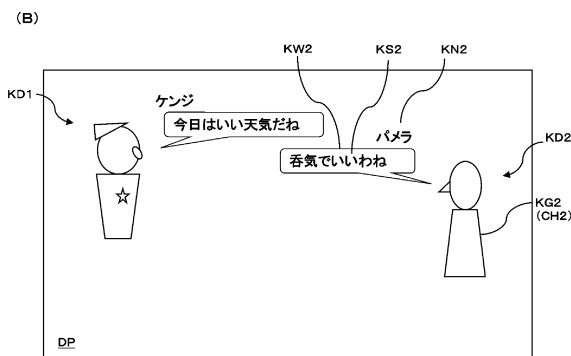 (B)
KW2 KS2 KN2
KD1
ケンジ
今日はいい天気だね
パメラ
呑気でいいわね
KD2
KG2
(CH2)
DP